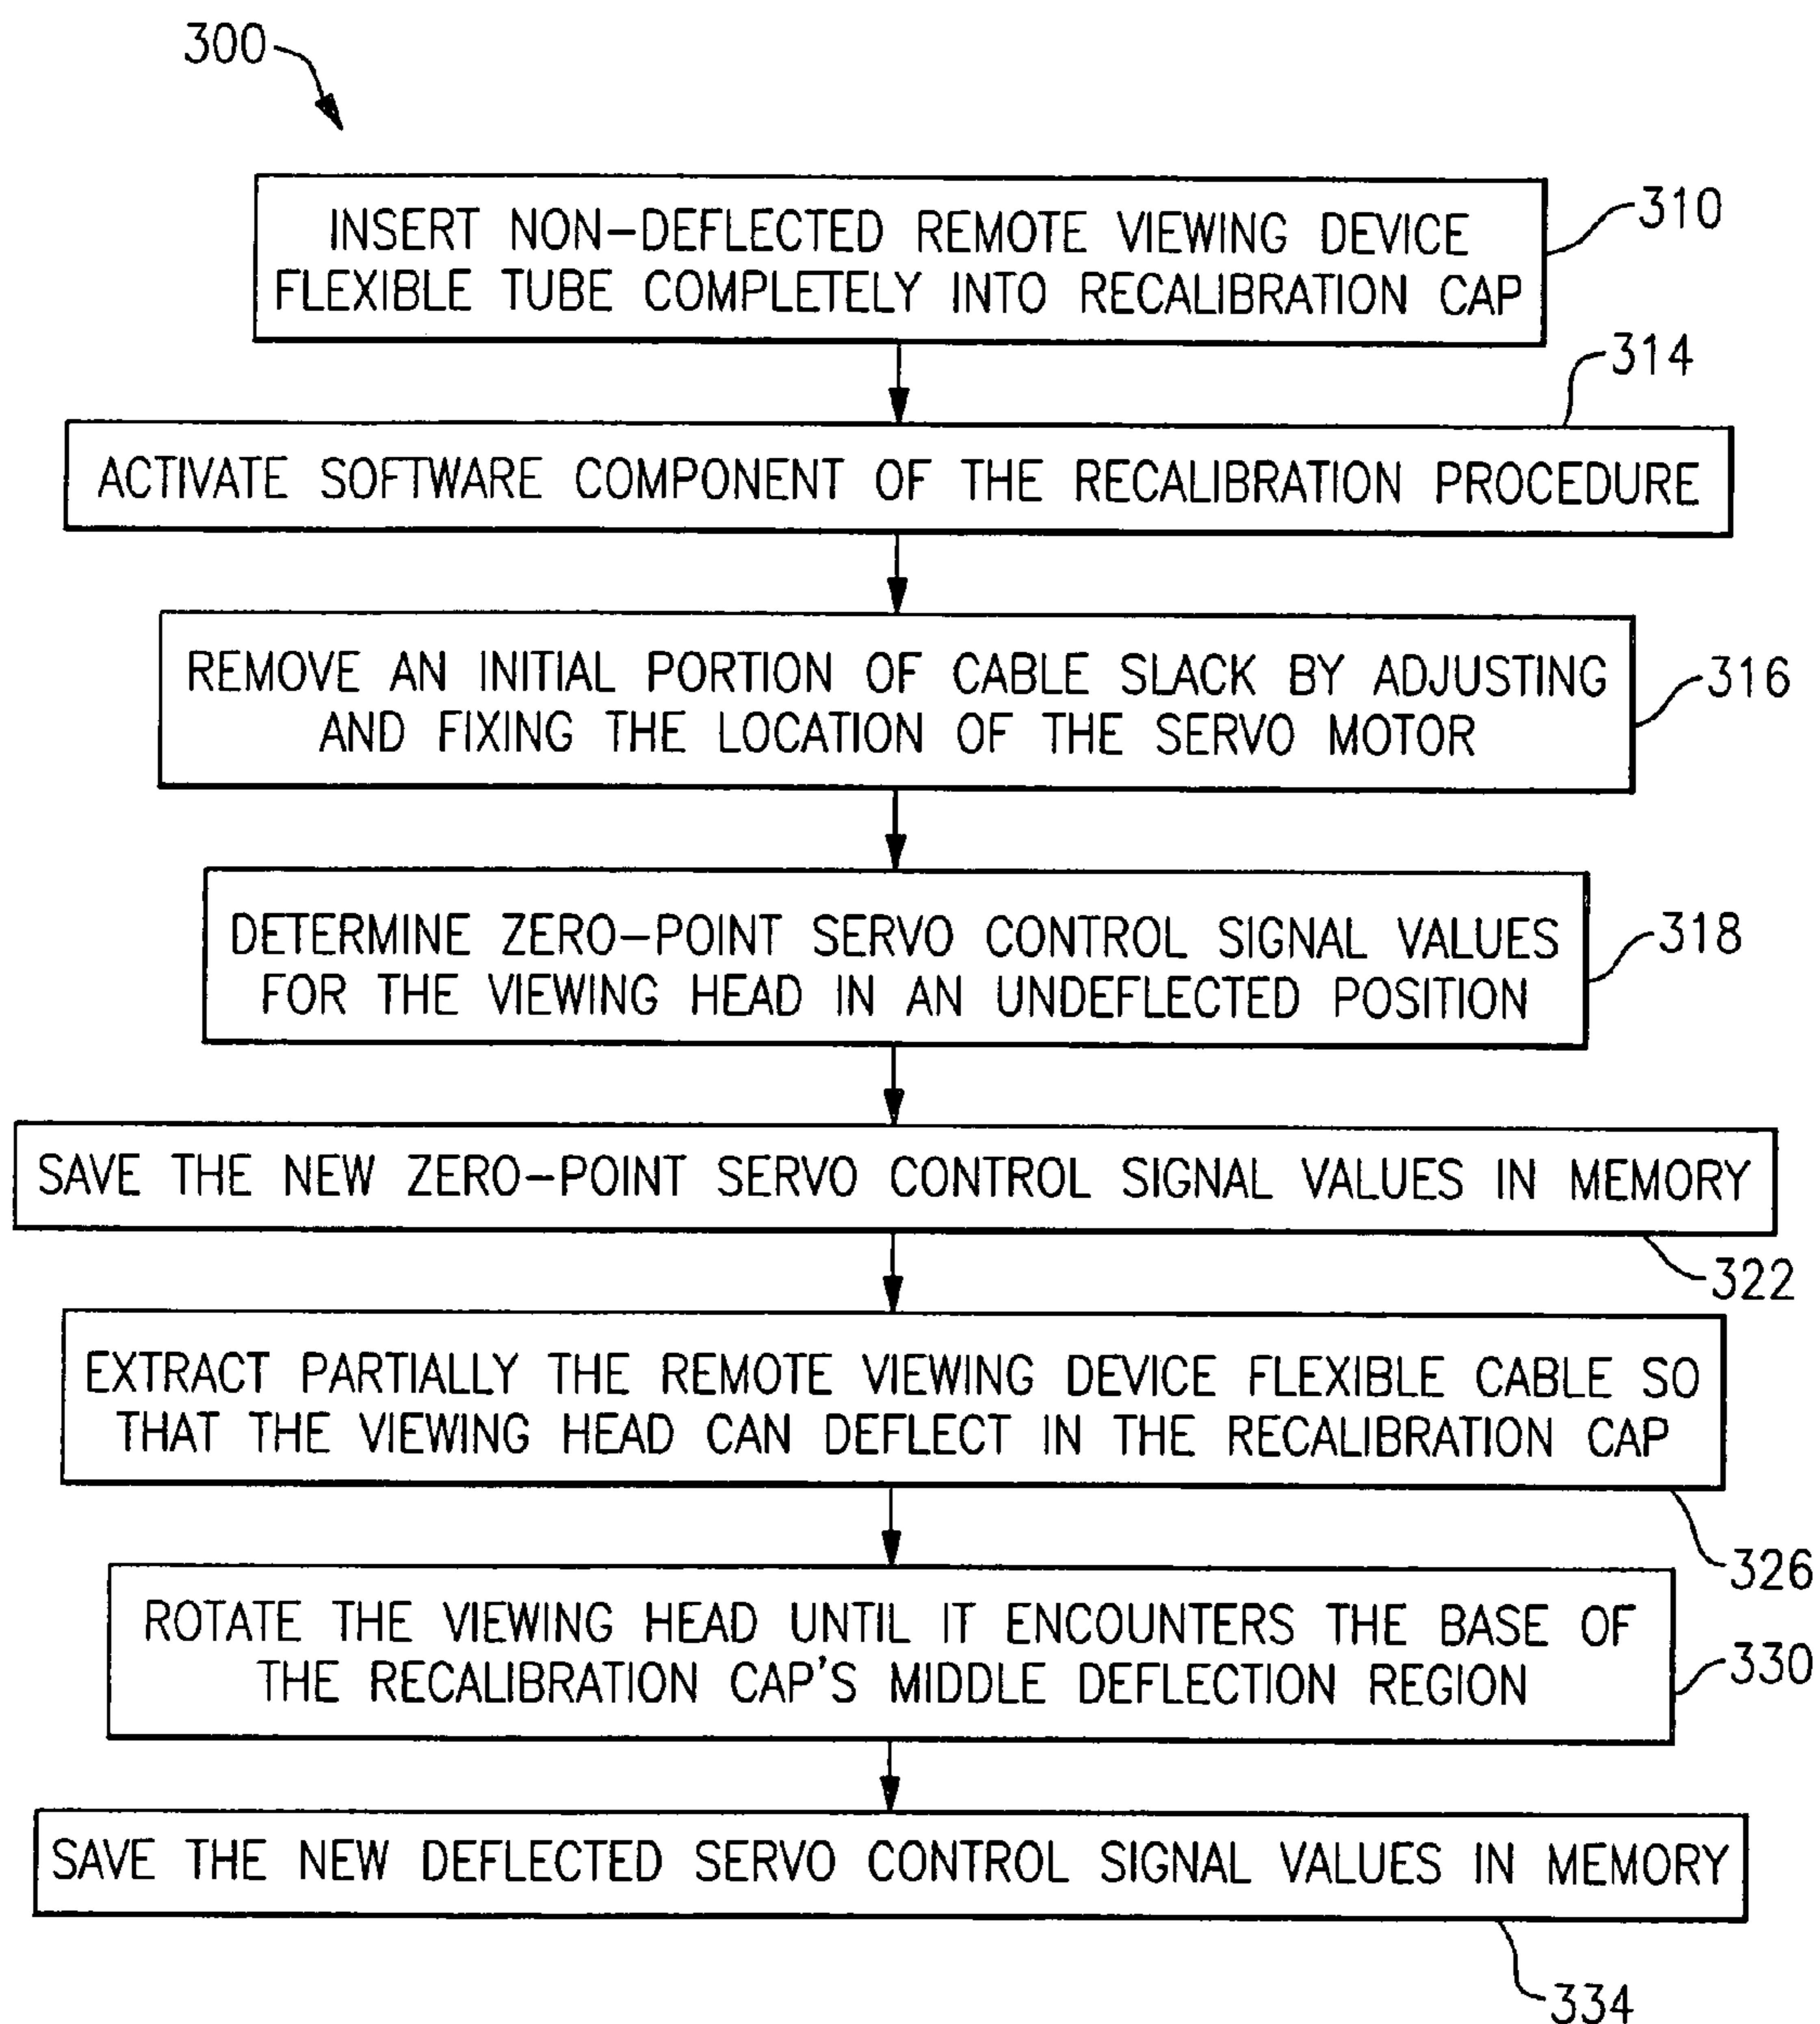 300
INSERT NON-DEFLECTED REMOTE VIEWING DEVICE
FLEXIBLE TUBE COMPLETELY INTO RECALIBRATION CAP
310
314
ACTIVATE SOFTWARE COMPONENT OF THE RECALIBRATION PROCEDURE
REMOVE AN INITIAL PORTION OF CABLE SLACK BY ADJUSTING
AND FIXING THE LOCATION OF THE SERVO MOTOR
316
DETERMINE ZERO-POINT SERVO CONTROL SIGNAL VALUES
FOR THE VIEWING HEAD IN AN UNDEFLECTED POSITION
318
SAVE THE NEW ZERO-POINT SERVO CONTROL SIGNAL VALUES IN MEMORY
322
EXTRACT PARTIALLY THE REMOTE VIEWING DEVICE FLEXIBLE CABLE SO
THAT THE VIEWING HEAD CAN DEFLECT IN THE RECALIBRATION CAP
326
ROTATE THE VIEWING HEAD UNTIL IT ENCOUNTERS THE BASE OF
THE RECALIBRATION CAP'S MIDDLE DEFLECTION REGION
330
SAVE THE NEW DEFLECTED SERVO CONTROL SIGNAL VALUES IN MEMORY
334